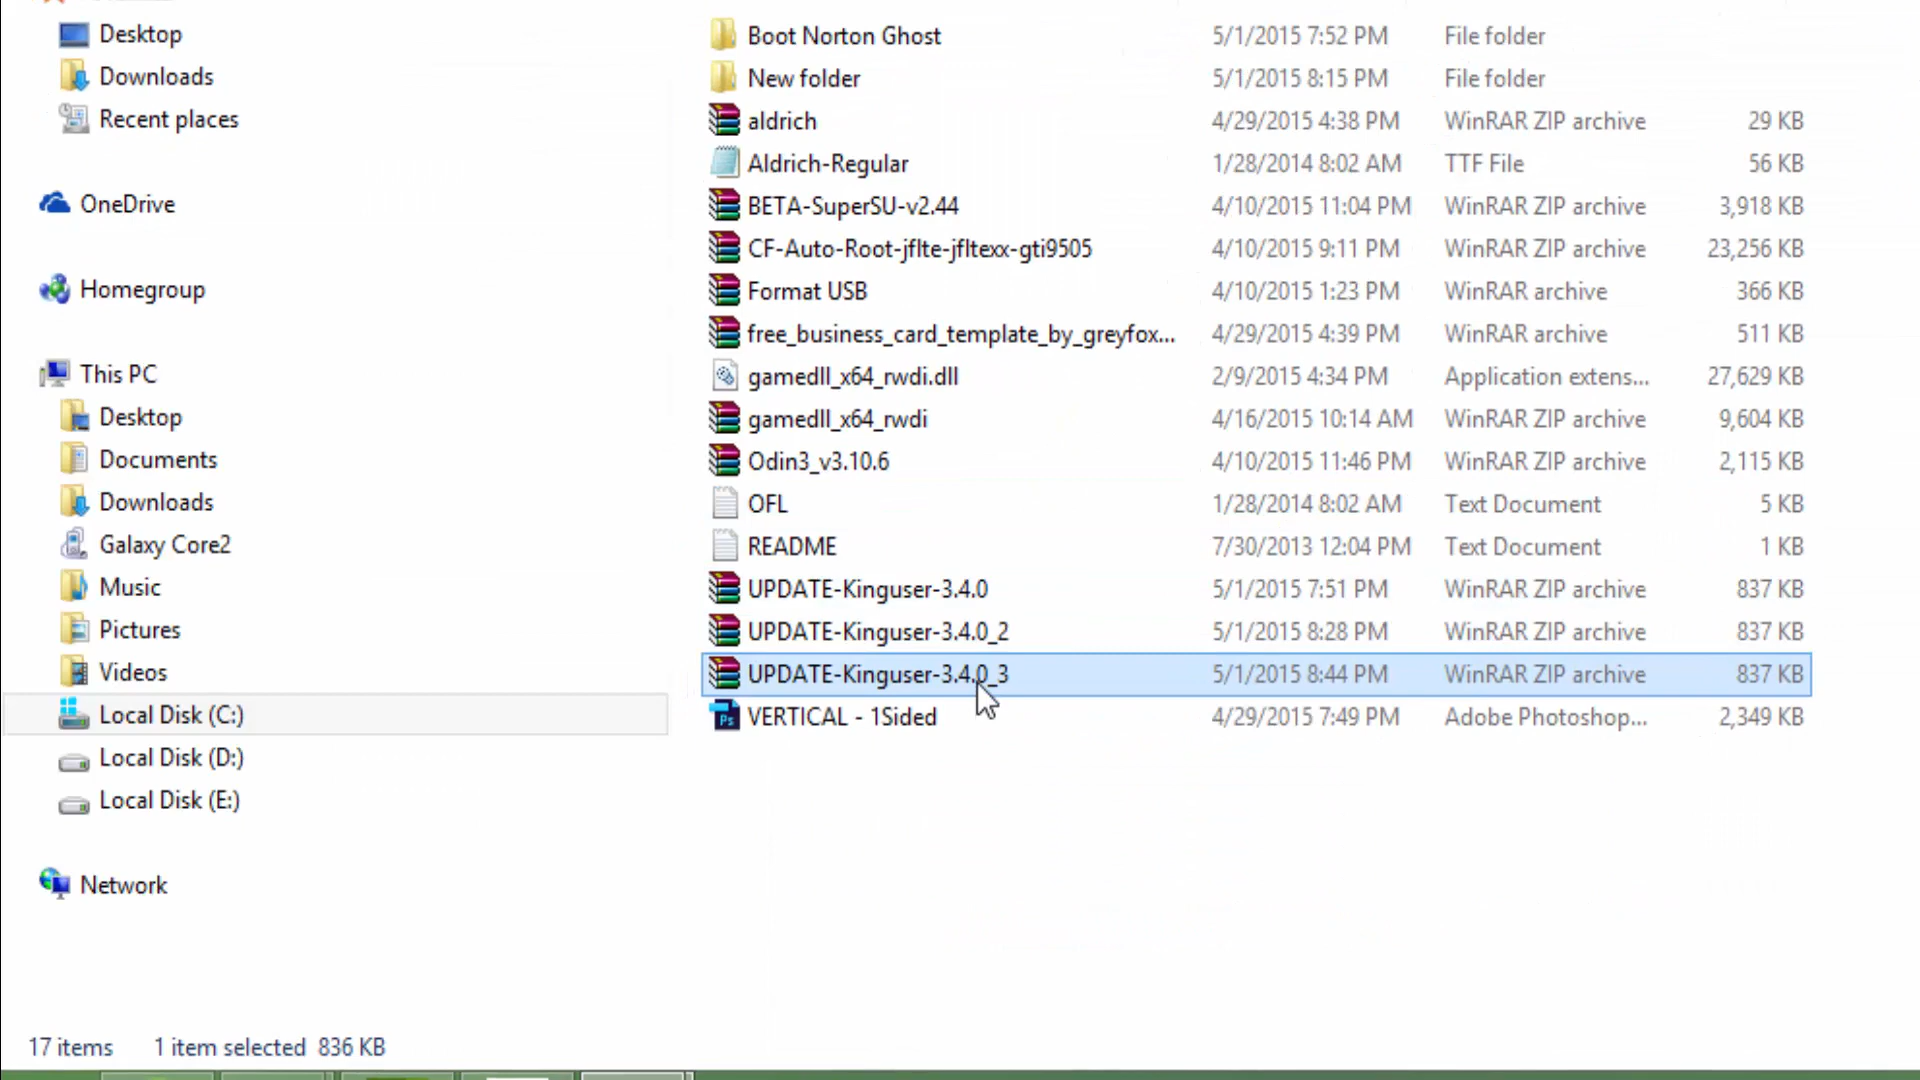 Desktop
Downloads
Recent places
OneDrive
Homegroup
This PC
Desktop
Documents
Downloads
Galaxy Core2
Music
Pictures
Videos
Local Disk (C:)
Local Disk (D:)
Local Disk (E:)
Network
Boot Norton Ghost 5/1/2015 7:52 PM File folder
New folder 5/1/2015 8:15 PM File folder
aldrich 4/29/2015 4:38 PM WinRAR ZIP archive 29 KB
Aldrich-Regular 1/28/2014 8:02 AM TTF File 56 KB
BETA-SuperSU-v2.44 4/10/2015 11:04 PM WinRAR ZIP archive 3,918 KB
CF-Auto-Root-jflte-jfltexx-gti9505 4/10/2015 9:11 PM WinRAR ZIP archive 23,256 KB
Format USB 4/10/2015 1:23 PM WinRAR archive 366 KB
free_business_card_template_by_greyfox... 4/29/2015 4:39 PM WinRAR archive 511 KB
gamedll_x64_rwdi.dll 2/9/2015 4:34 PM Application extens... 27,629 KB
gamedll_x64_rwdi 4/16/2015 10:14 AM WinRAR ZIP archive 9,604 KB
Odin3_v3.10.6 4/10/2015 11:46 PM WinRAR ZIP archive 2,115 KB
OFL 1/28/2014 8:02 AM Text Document 5 KB
README 7/30/2013 12:04 PM Text Document 1 KB
UPDATE-Kinguser-3.4.0 5/1/2015 7:51 PM WinRAR ZIP archive 837 KB
UPDATE-Kinguser-3.4.0_2 5/1/2015 8:28 PM WinRAR ZIP archive 837 KB
UPDATE-Kinguser-3.4.0_3 5/1/2015 8:44 PM WinRAR ZIP archive 837 KB
VERTICAL - 1Sided 4/29/2015 7:49 PM Adobe Photoshop... 2,349 KB
17 items 1 item selected 836 KB